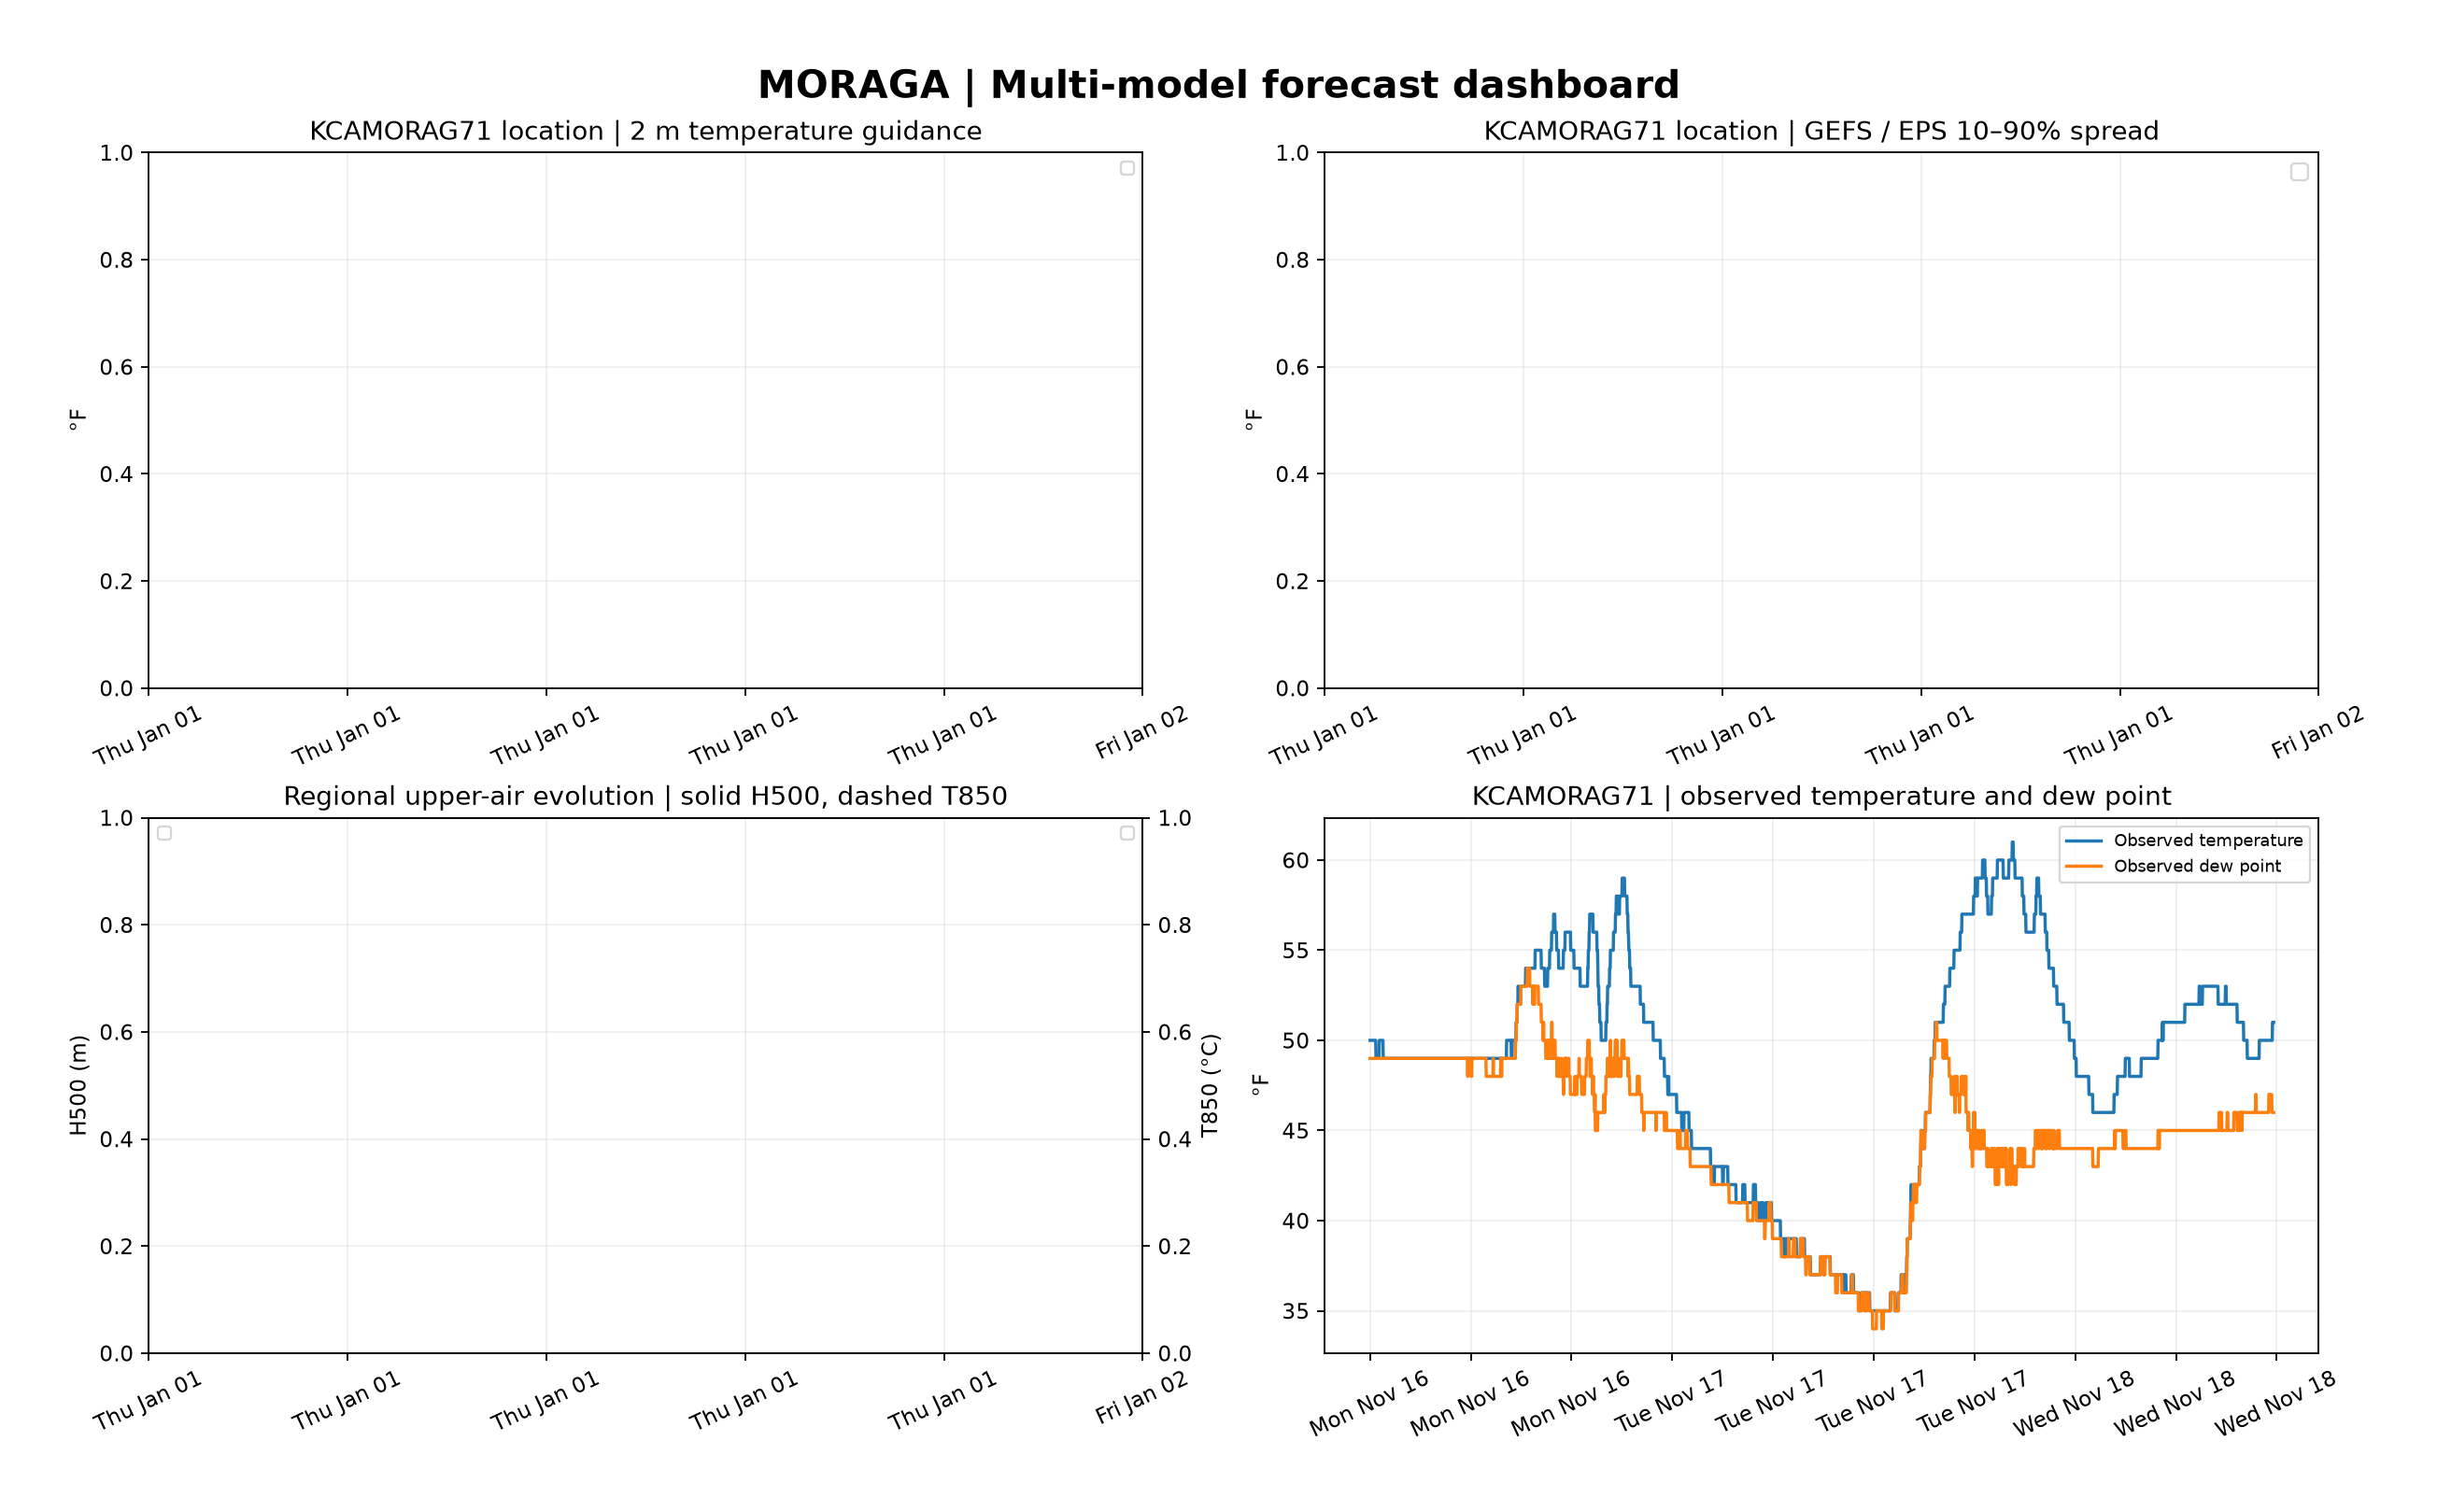 MORAGA | Multi-model forecast dashboard
KCAMORAG71 location | 2 m temperature guidance
1.0
0.8
0.6
0.4
0.2
0.0
°F
Thu Jan 01
Thu Jan 01
Thu Jan 01
Thu Jan 01
Thu Jan 01
Fri Jan 02
KCAMORAG71 location | GEFS / EPS 10–90% spread
1.0
0.8
0.6
0.4
0.2
0.0
°F
Thu Jan 01
Thu Jan 01
Thu Jan 01
Thu Jan 01
Thu Jan 01
Fri Jan 02
Regional upper-air evolution | solid H500, dashed T850
1.0
0.8
0.6
0.4
0.2
0.0
H500 (m)
1.0
0.8
0.6
0.4
0.2
0.0
T850 (°C)
Thu Jan 01
Thu Jan 01
Thu Jan 01
Thu Jan 01
Thu Jan 01
Fri Jan 02
KCAMORAG71 | observed temperature and dew point
Observed temperature
Observed dew point
60
55
50
45
40
35
°F
Mon Nov 16
Mon Nov 16
Mon Nov 16
Tue Nov 17
Tue Nov 17
Tue Nov 17
Tue Nov 17
Wed Nov 18
Wed Nov 18
Wed Nov 18